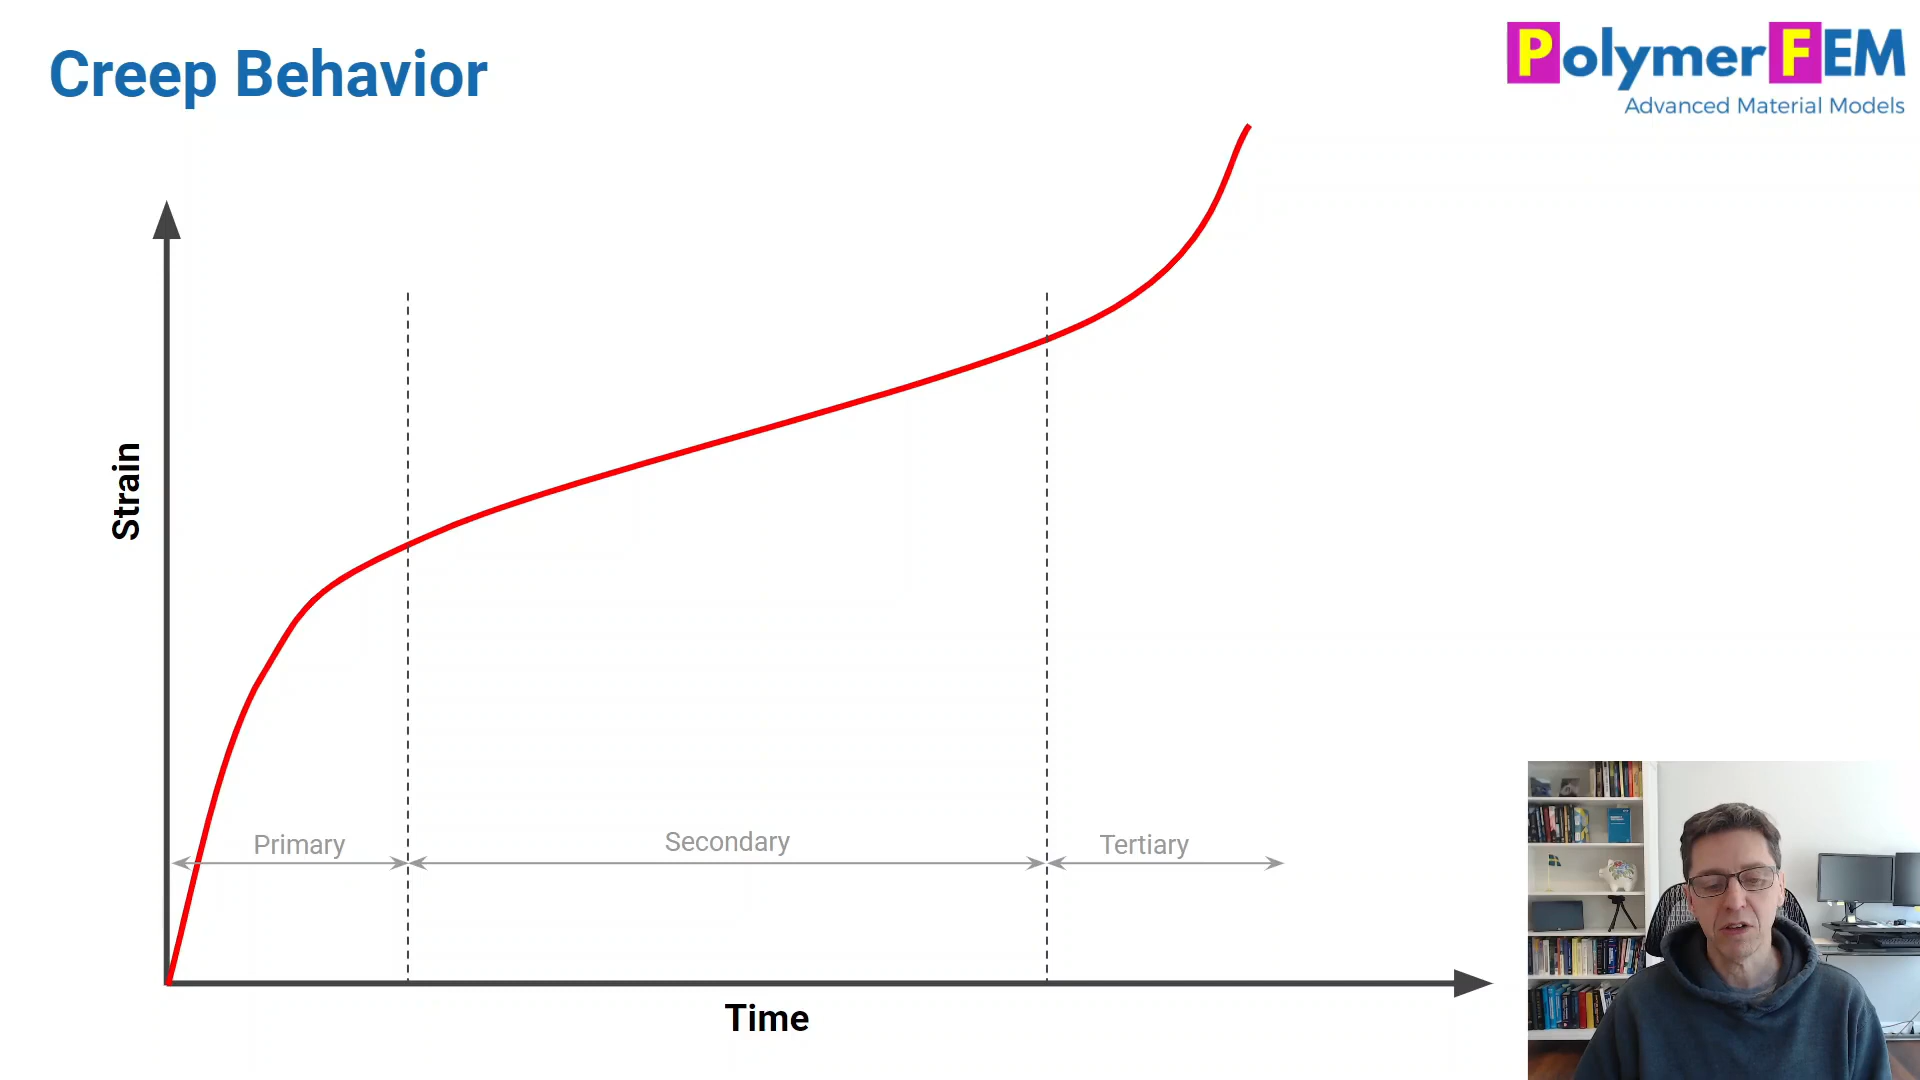 Creep Behavior
PolymerFEM
Advanced Material Models
Strain
Primary
Secondary
Tertiary
Time